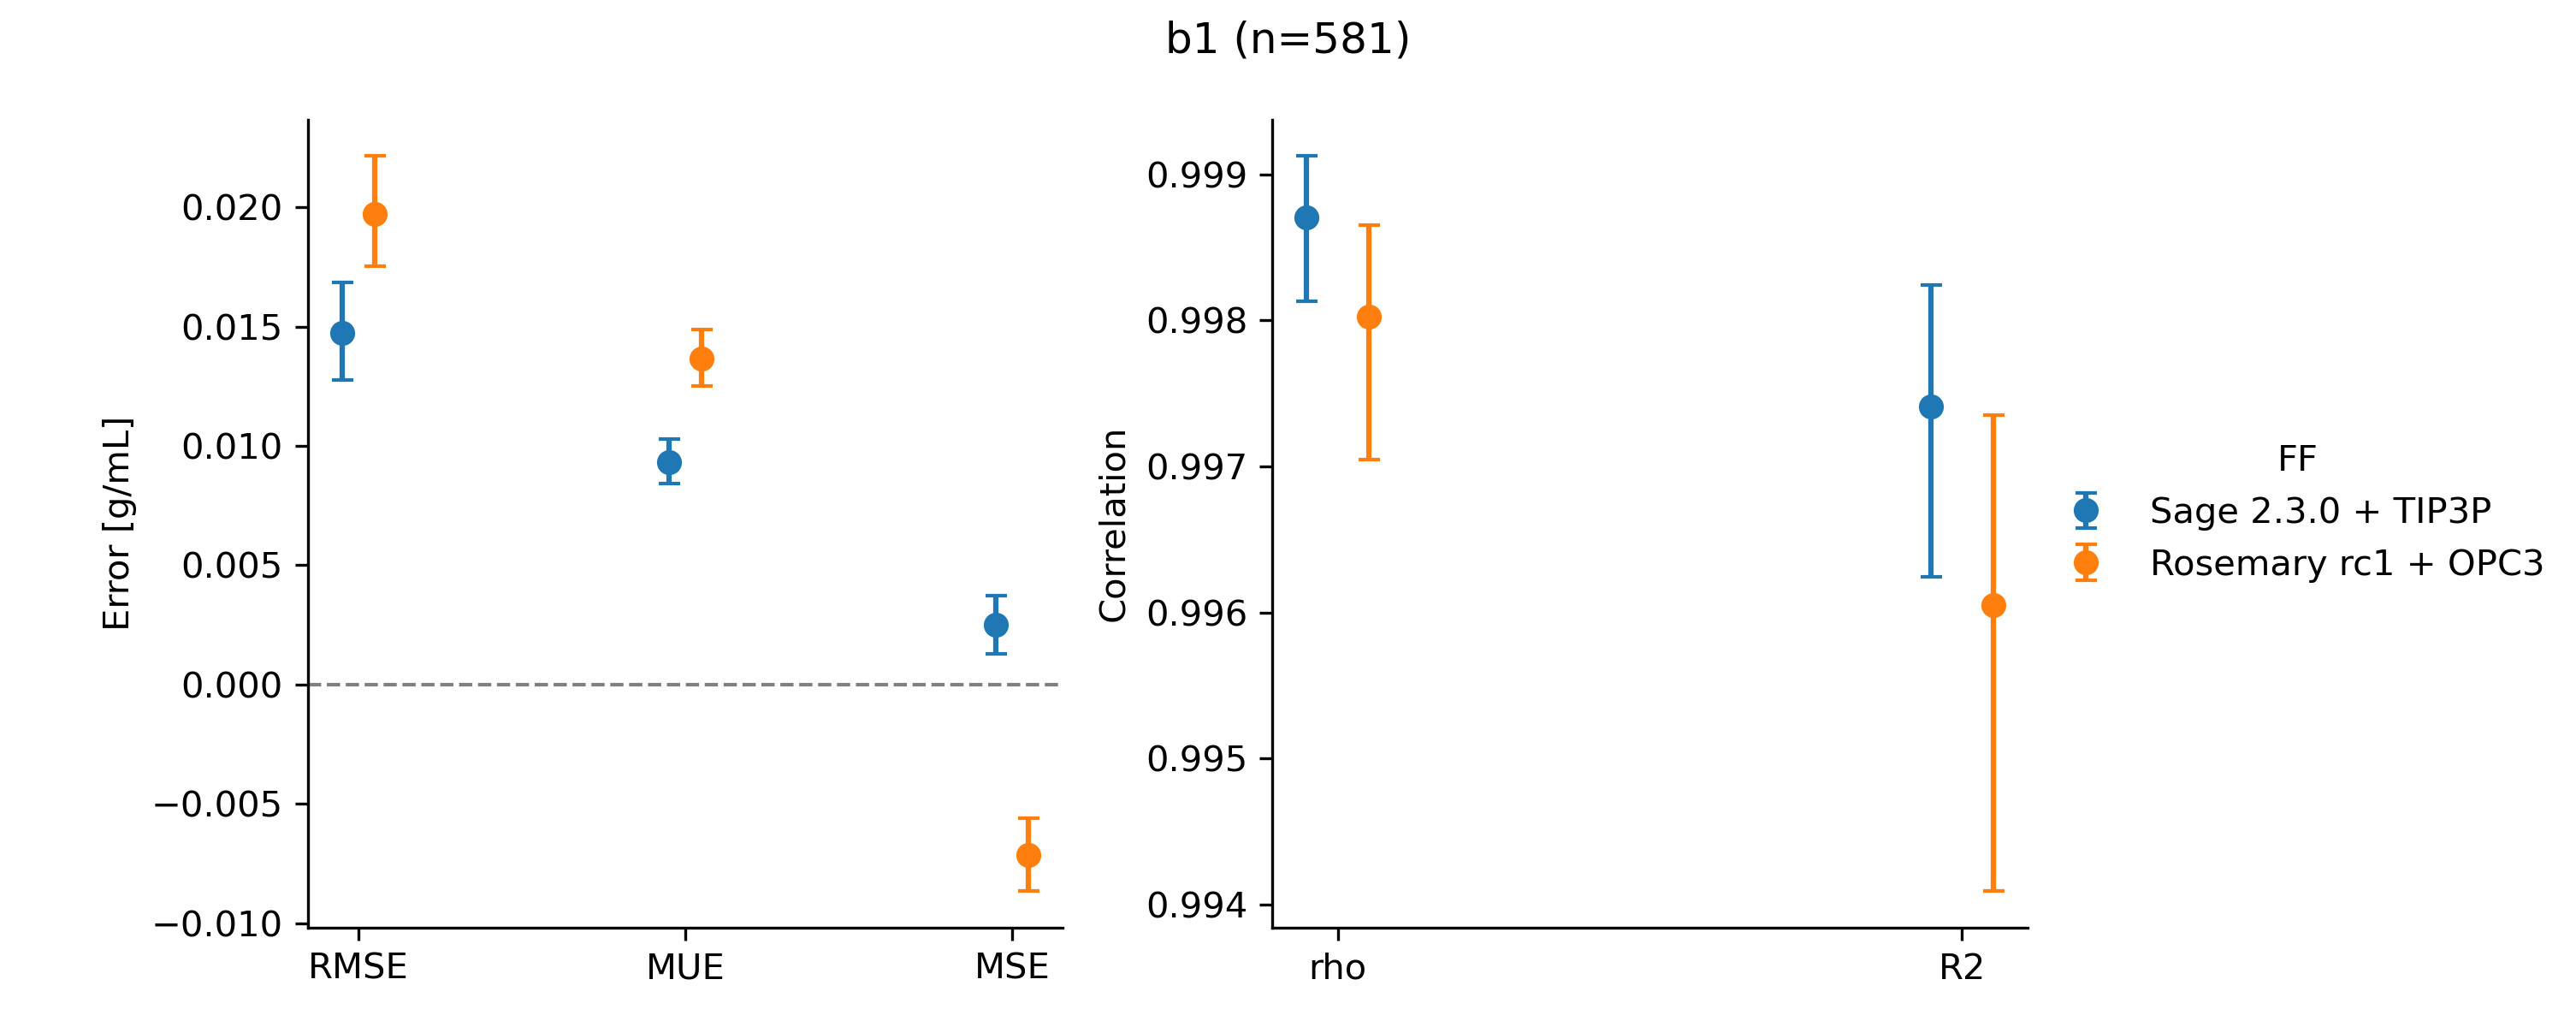 b1 (n=581)
Error [g/mL]
0.020
0.015
0.010
0.005
0.000
−0.005
−0.010
RMSE
MUE
MSE
Correlation
0.999
0.998
0.997
0.996
0.995
0.994
rho
R2
FF
Sage 2.3.0 + TIP3P
Rosemary rc1 + OPC3